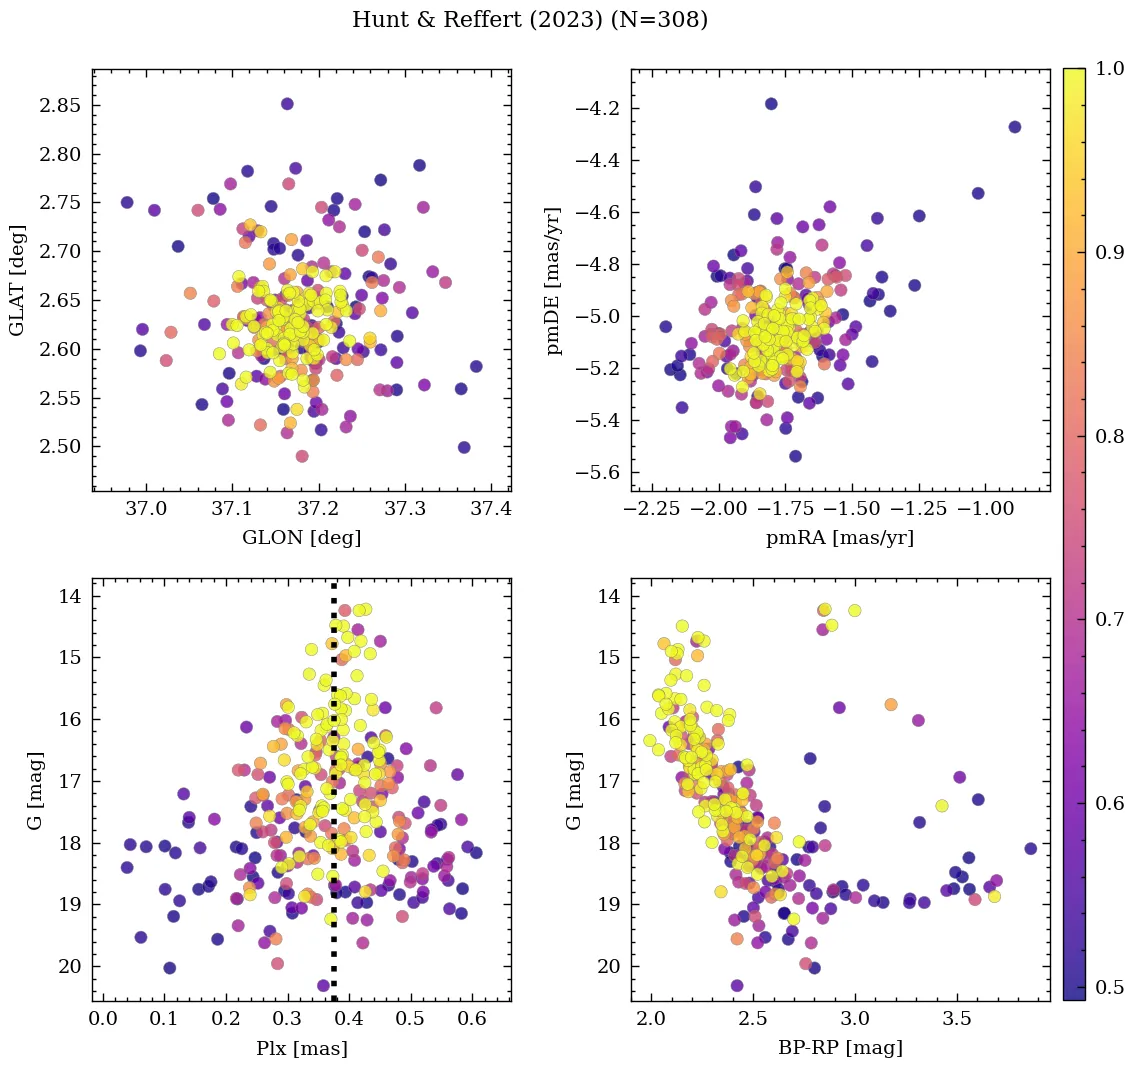 Hunt & Reffert (2023) (N=308)
2.85
2.80
2.75
2.70
2.65
2.60
2.55
2.50
GLAT [deg]
37.0 37.1 37.2 37.3 37.4
GLON [deg]
−4.2
−4.4
−4.6
−4.8
−5.0
−5.2
−5.4
−5.6
pmDE [mas/yr]
−2.25 −2.00 −1.75 −1.50 −1.25 −1.00
pmRA [mas/yr]
14
15
16
17
18
19
20
G [mag]
0.0 0.1 0.2 0.3 0.4 0.5 0.6
Plx [mas]
14
15
16
17
18
19
20
G [mag]
2.0 2.5 3.0 3.5
BP-RP [mag]
1.0
0.9
0.8
0.7
0.6
0.5